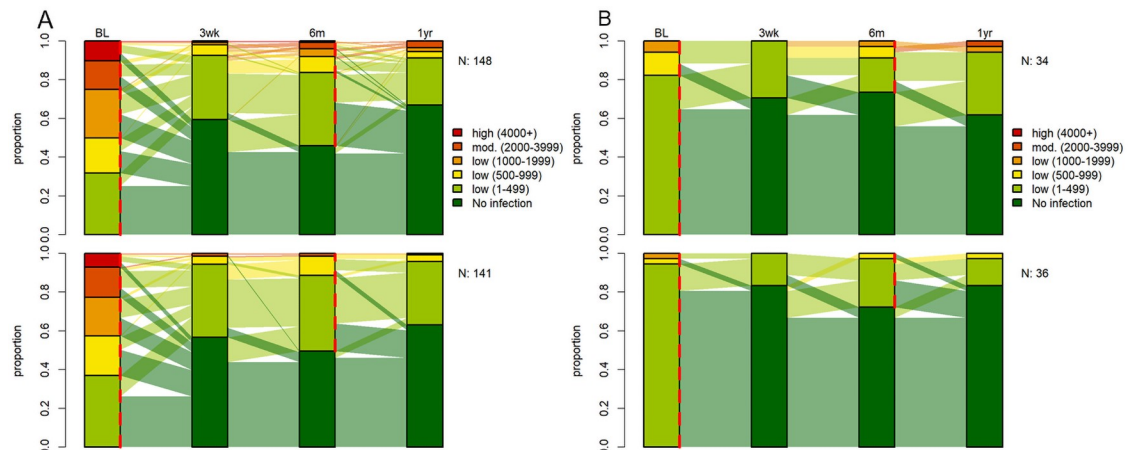 A
BL 3wk 6m 1yr
1.0
0.8
0.6
0.4
0.2
0.0
proportion
N: 148
high (4000+)
mod. (2000-3999)
low (1000-1999)
low (500-999)
low (1-499)
No infection
1.0
0.8
0.6
0.4
0.2
0.0
proportion
N: 141
B
BL 3wk 6m 1yr
1.0
0.8
0.6
0.4
0.2
0.0
proportion
N: 34
high (4000+)
mod. (2000-3999)
low (1000-1999)
low (500-999)
low (1-499)
No infection
1.0
0.8
0.6
0.4
0.2
0.0
proportion
N: 36